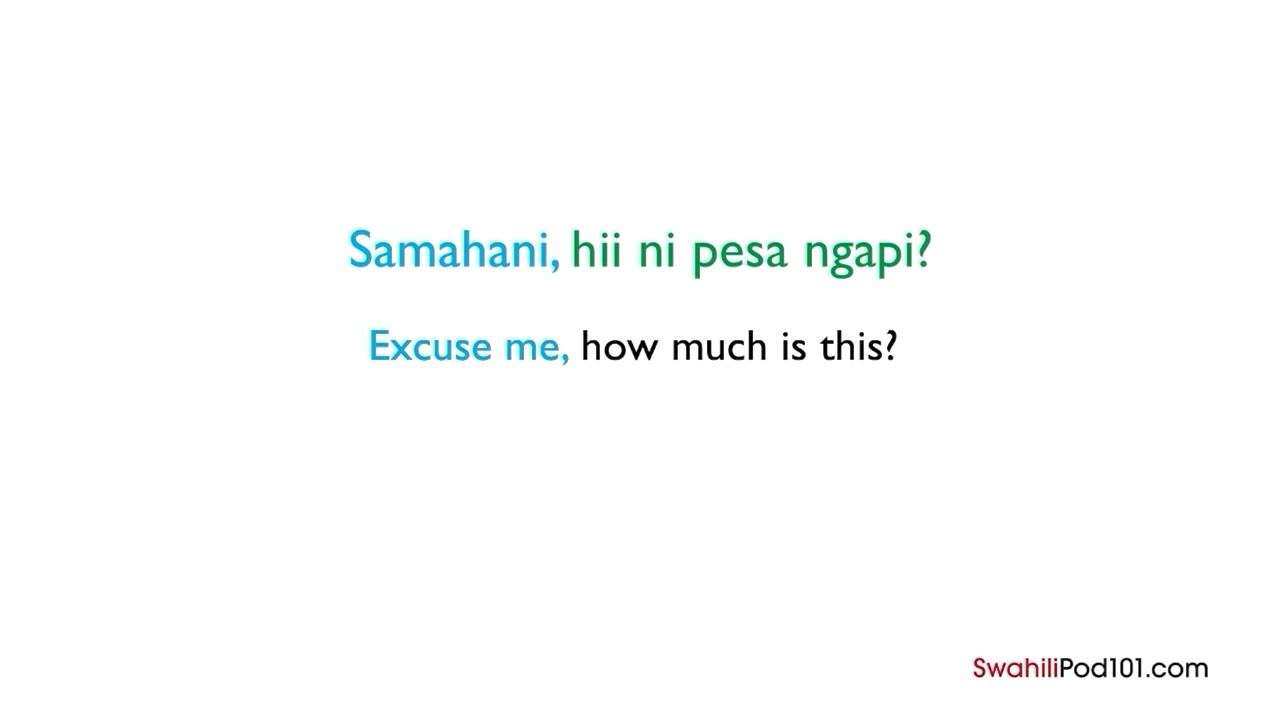 Samahani, hii ni pesa ngapi?
Excuse me, how much is this?
SwahiliPod101.com